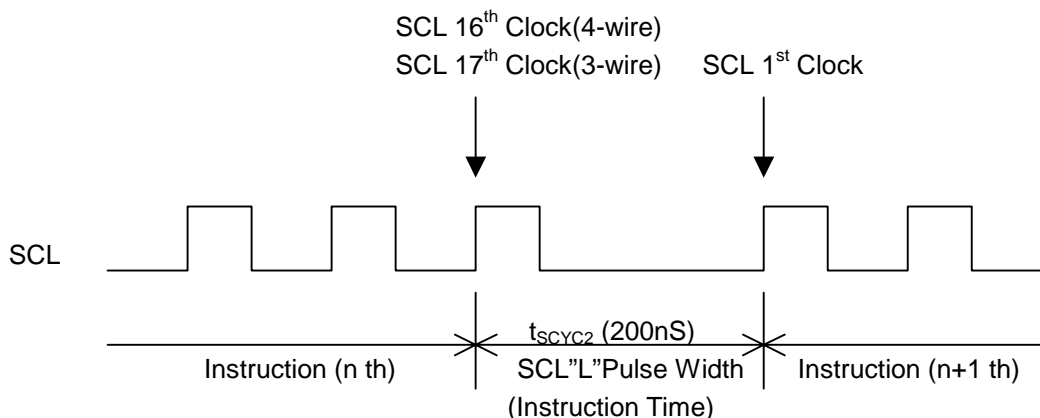 SCL 16th Clock(4-wire)
SCL 17th Clock(3-wire) SCL 1st Clock
SCL
tSCYC2 (200nS)
Instruction (n th) SCL”L”Pulse Width Instruction (n+1 th)
(Instruction Time)